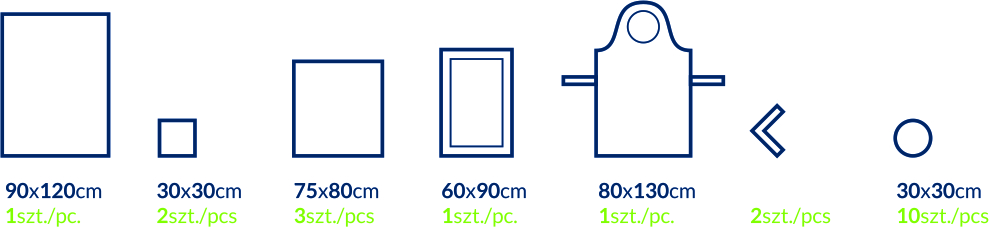 90x120cm 30x30cm 75x80cm 60x90cm 80x130cm 30x30cm
1szt./pc. 2szt./pcs 3szt./pcs 1szt./pc. 1szt./pc. 2szt./pcs 10szt./pcs